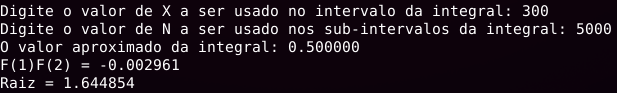 Digite o valor de X a ser usado no intervalo da integral: 300
Digite o valor de N a ser usado nos sub-intervalos da integral: 5000
O valor aproximado da integral: 0.500000
F(1)F(2) = -0.002961
Raiz = 1.644854